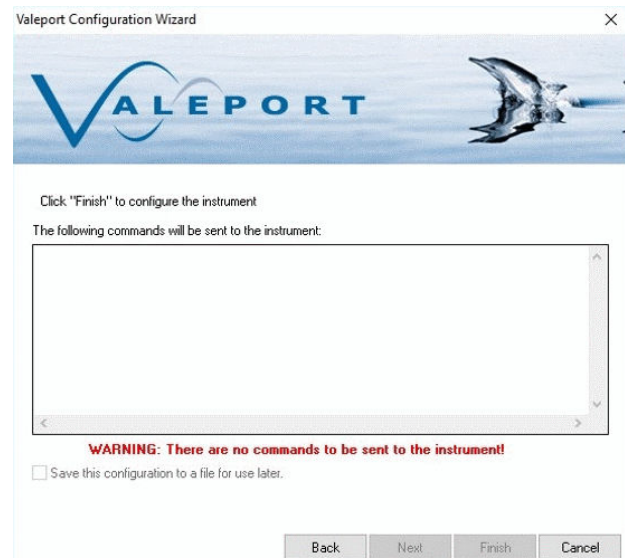 Valeport Configuration Wizard
VALEPORT
Click "Finish" to configure the instrument
The following commands will be sent to the instrument:
WARNING: There are no commands to be sent to the instrument!
Save this configuration to a file for use later.
Back Next Finish Cancel